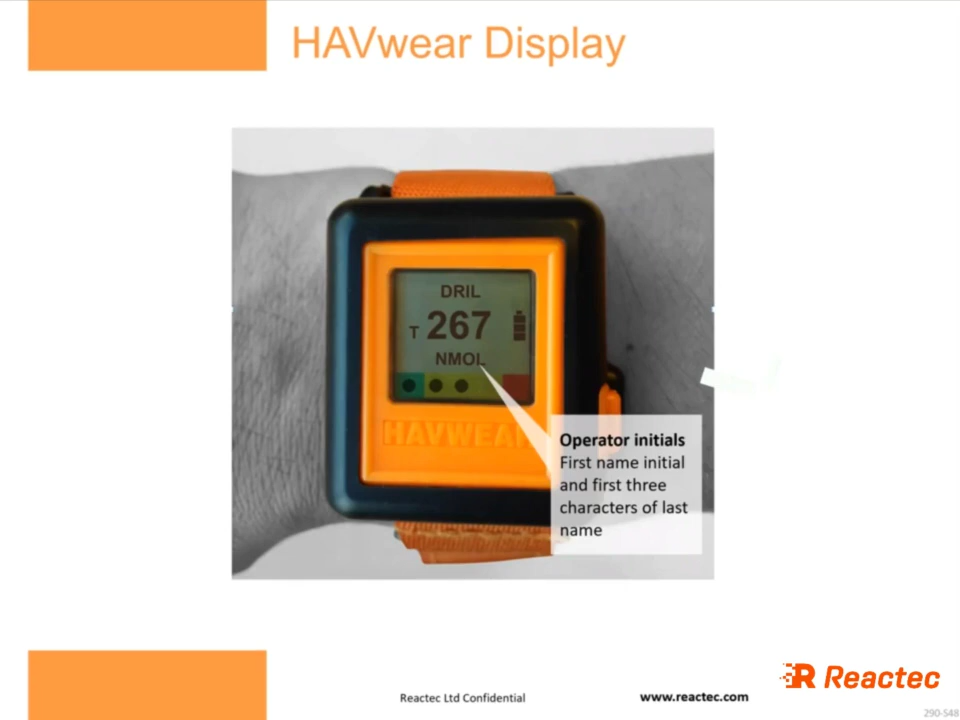 HAVwear Display
DRIL
T 267
NMOL
HAVWEAR
Operator initials
First name initial
and first three
characters of last
name
Reactec Ltd Confidential
www.reactec.com
Reactec
290-548